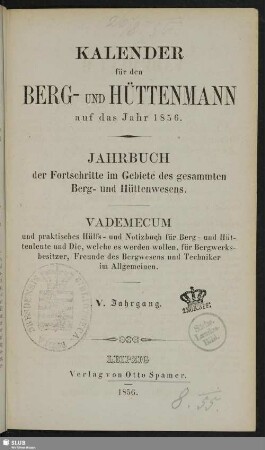 KALENDER
für den
BERG- UND HÜTTENMANN
auf das Jahr 1856.
JAHRBUCH
der Fortschritte im Gebiete des gesammten
Berg- und Hüttenwesens.
VADEMECUM
und praktisches Hülfs- und Notizbuch für Berg- und Hüt-
tenleute und Die, welche es werden wollen, für Bergwerks-
besitzer, Freunde des Bergwesens und Techniker
im Allgemeinen.
V. Jahrgang.
LEIPZIG
Verlag von Otto Spamer.
1856.
SLUB